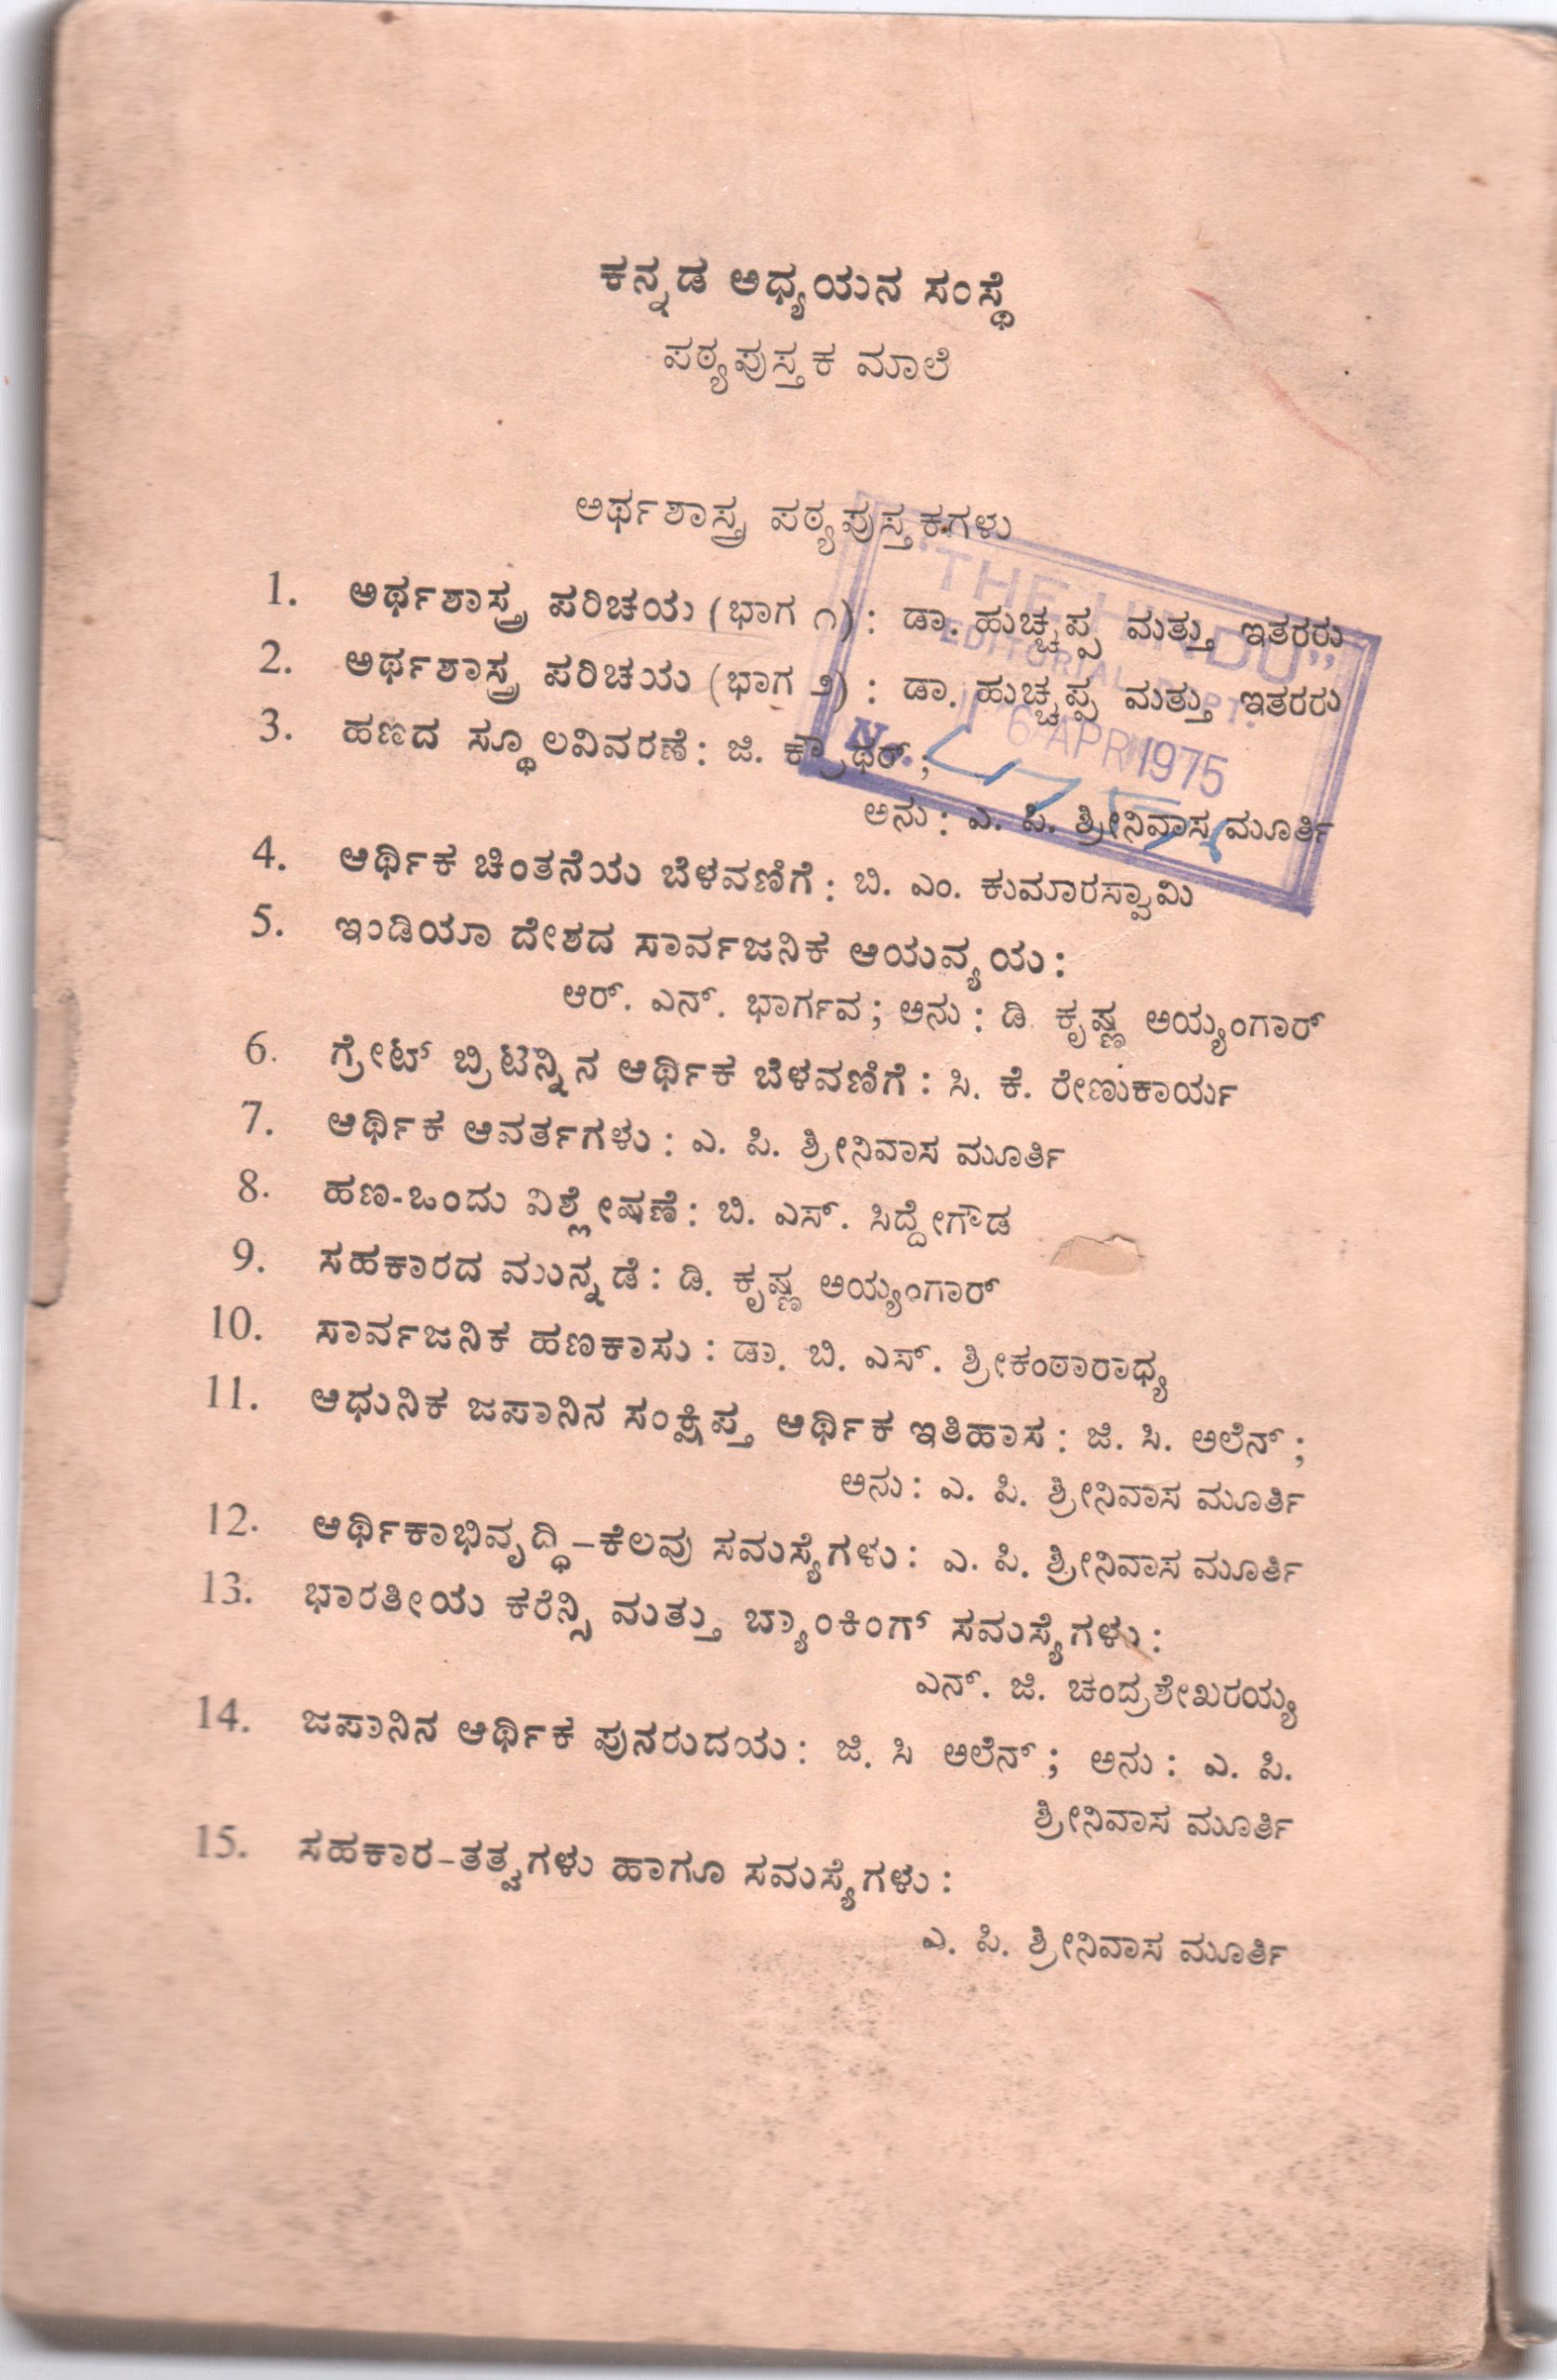 ಕನ್ನಡ ಅಧ್ಯಯನ ಸಂಸ್ಥೆ
ಪಠ್ಯಪುಸ್ತಕ ಮಾಲೆ
ಅರ್ಥಶಾಸ್ತ್ರ ಪಠ್ಯಪುಸ್ತಕಗಳು
1. ಅರ್ಥಶಾಸ್ತ್ರ ಪರಿಚಯ (ಭಾಗ ೧) : ಡಾ. ಹುಚ್ಚಪ್ಪ ಮತ್ತು ಇತರರು
2. ಅರ್ಥಶಾಸ್ತ್ರ ಪರಿಚಯ (ಭಾಗ ೨) : ಡಾ. ಹುಚ್ಚಪ್ಪ ಮತ್ತು ಇತರರು
3. ಹಣದ ಸ್ಥೂಲವಿವರಣೆ : ಜಿ. ಕ್ರೌಥರ್ ;
ಅನು : ಎ. ಪಿ. ಶ್ರೀನಿವಾಸ ಮೂರ್ತಿ
4. ಆರ್ಥಿಕ ಚಿಂತನೆಯ ಬೆಳವಣಿಗೆ : ಬಿ. ಎಂ. ಕುಮಾರಸ್ವಾಮಿ
5. ಇಂಡಿಯಾ ದೇಶದ ಸಾರ್ವಜನಿಕ ಆಯವ್ಯಯ :
ಆರ್. ಎನ್. ಭಾರ್ಗವ ; ಅನು : ಡಿ. ಕೃಷ್ಣ ಅಯ್ಯಂಗಾರ್
6. ಗ್ರೇಟ್ ಬ್ರಿಟನ್ನಿನ ಆರ್ಥಿಕ ಬೆಳವಣಿಗೆ : ಸಿ. ಕೆ. ರೇಣುಕಾರ್ಯ
7. ಆರ್ಥಿಕ ಆವರ್ತಗಳು : ಎ. ಪಿ. ಶ್ರೀನಿವಾಸ ಮೂರ್ತಿ
8. ಹಣ-ಒಂದು ವಿಶ್ಲೇಷಣೆ : ಬಿ. ಎಸ್. ಸಿದ್ದೇಗೌಡ
9. ಸಹಕಾರದ ಮುನ್ನಡೆ : ಡಿ. ಕೃಷ್ಣ ಅಯ್ಯಂಗಾರ್
10. ಸಾರ್ವಜನಿಕ ಹಣಕಾಸು : ಡಾ. ಬಿ. ಎಸ್. ಶ್ರೀಕಂಠಾರಾಧ್ಯ
11. ಆಧುನಿಕ ಜಪಾನಿನ ಸಂಕ್ಷಿಪ್ತ ಆರ್ಥಿಕ ಇತಿಹಾಸ : ಜಿ. ಸಿ. ಅಲೆನ್ ;
ಅನು : ಎ. ಪಿ. ಶ್ರೀನಿವಾಸ ಮೂರ್ತಿ
12. ಆರ್ಥಿಕಾಭಿವೃದ್ಧಿ–ಕೆಲವು ಸಮಸ್ಯೆಗಳು : ಎ. ಪಿ. ಶ್ರೀನಿವಾಸ ಮೂರ್ತಿ
13. ಭಾರತೀಯ ಕರೆನ್ಸಿ ಮತ್ತು ಬ್ಯಾಂಕಿಂಗ್ ಸಮಸ್ಯೆಗಳು :
ಎನ್. ಜಿ. ಚಂದ್ರಶೇಖರಯ್ಯ
14. ಜಪಾನಿನ ಆರ್ಥಿಕ ಪುನರುದಯ : ಜಿ. ಸಿ ಅಲೆನ್ ; ಅನು : ಎ. ಪಿ.
ಶ್ರೀನಿವಾಸ ಮೂರ್ತಿ
15. ಸಹಕಾರ–ತತ್ವಗಳು ಹಾಗೂ ಸಮಸ್ಯೆಗಳು :
ಎ. ಪಿ. ಶ್ರೀನಿವಾಸ ಮೂರ್ತಿ
"THE HINDU"
EDITORIAL DEPT.
6 APR 1975
No.